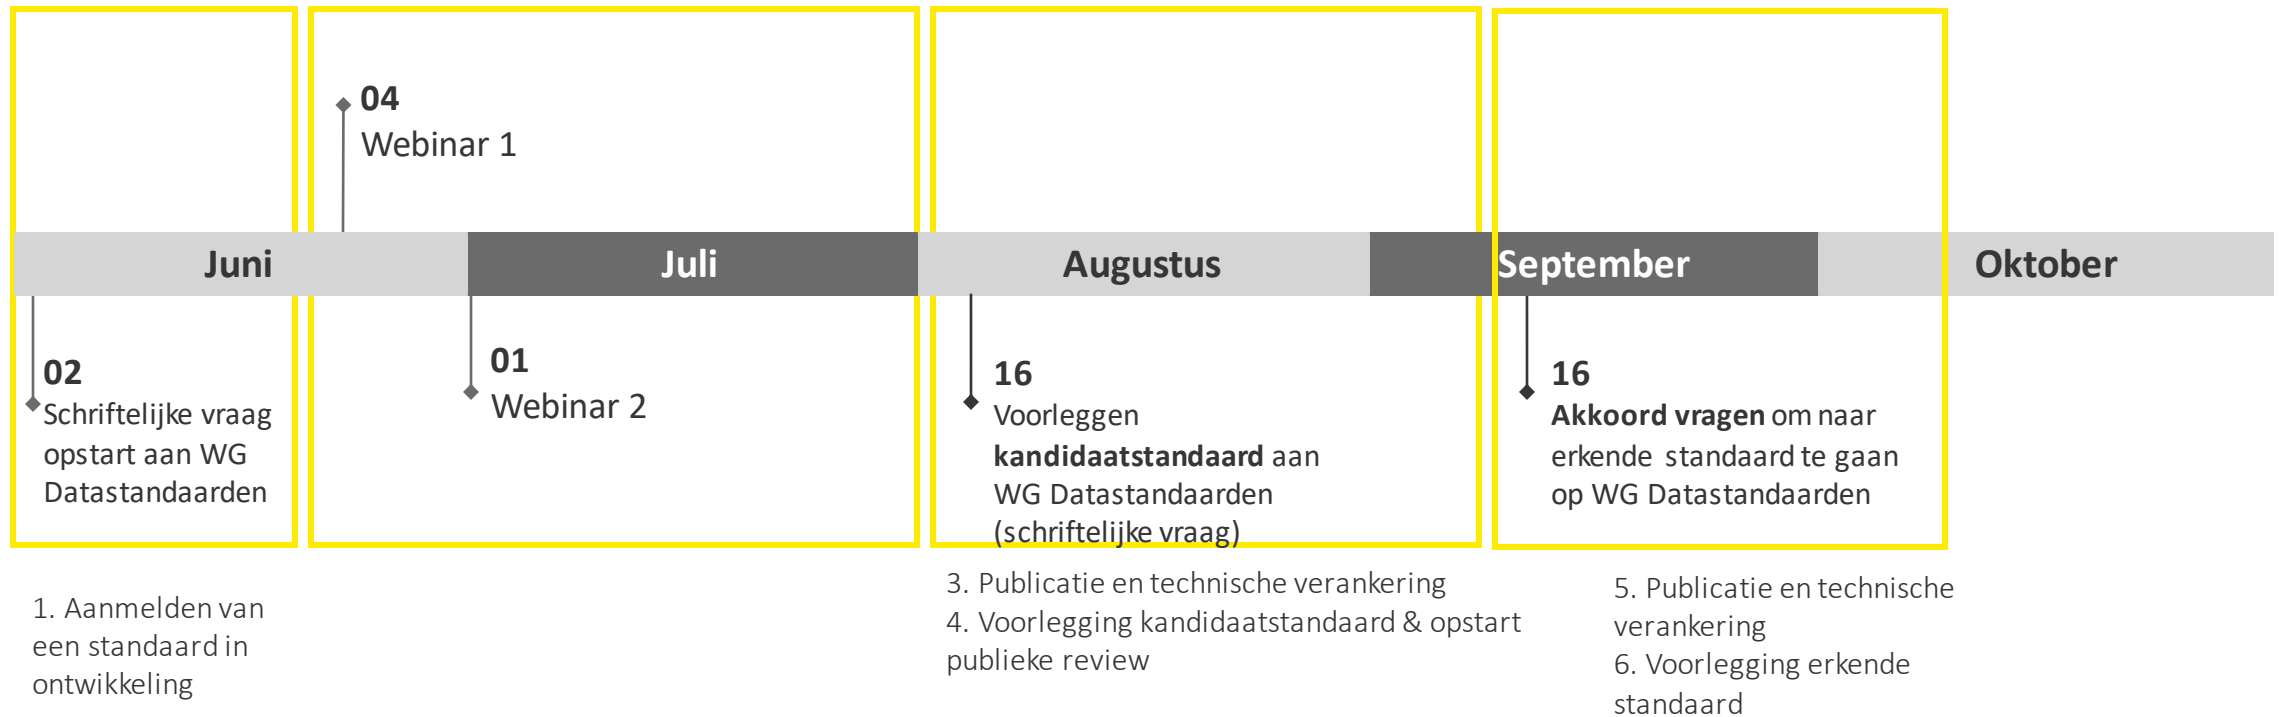 04
Webinar 1
Juni
Juli
Augustus
September
Oktober
02
Schriftelijke vraag
opstart aan WG
Datastandaarden
01
Webinar 2
16
Voorleggen
kandidaatstandaard aan
WG Datastandaarden
(schriftelijke vraag)
16
Akkoord vragen om naar
erkende standaard te gaan
op WG Datastandaarden
1. Aanmelden van
een standaard in
ontwikkeling
3. Publicatie en technische verankering
4. Voorlegging kandidaatstandaard & opstart
publieke review
5. Publicatie en technische
verankering
6. Voorlegging erkende
standaard